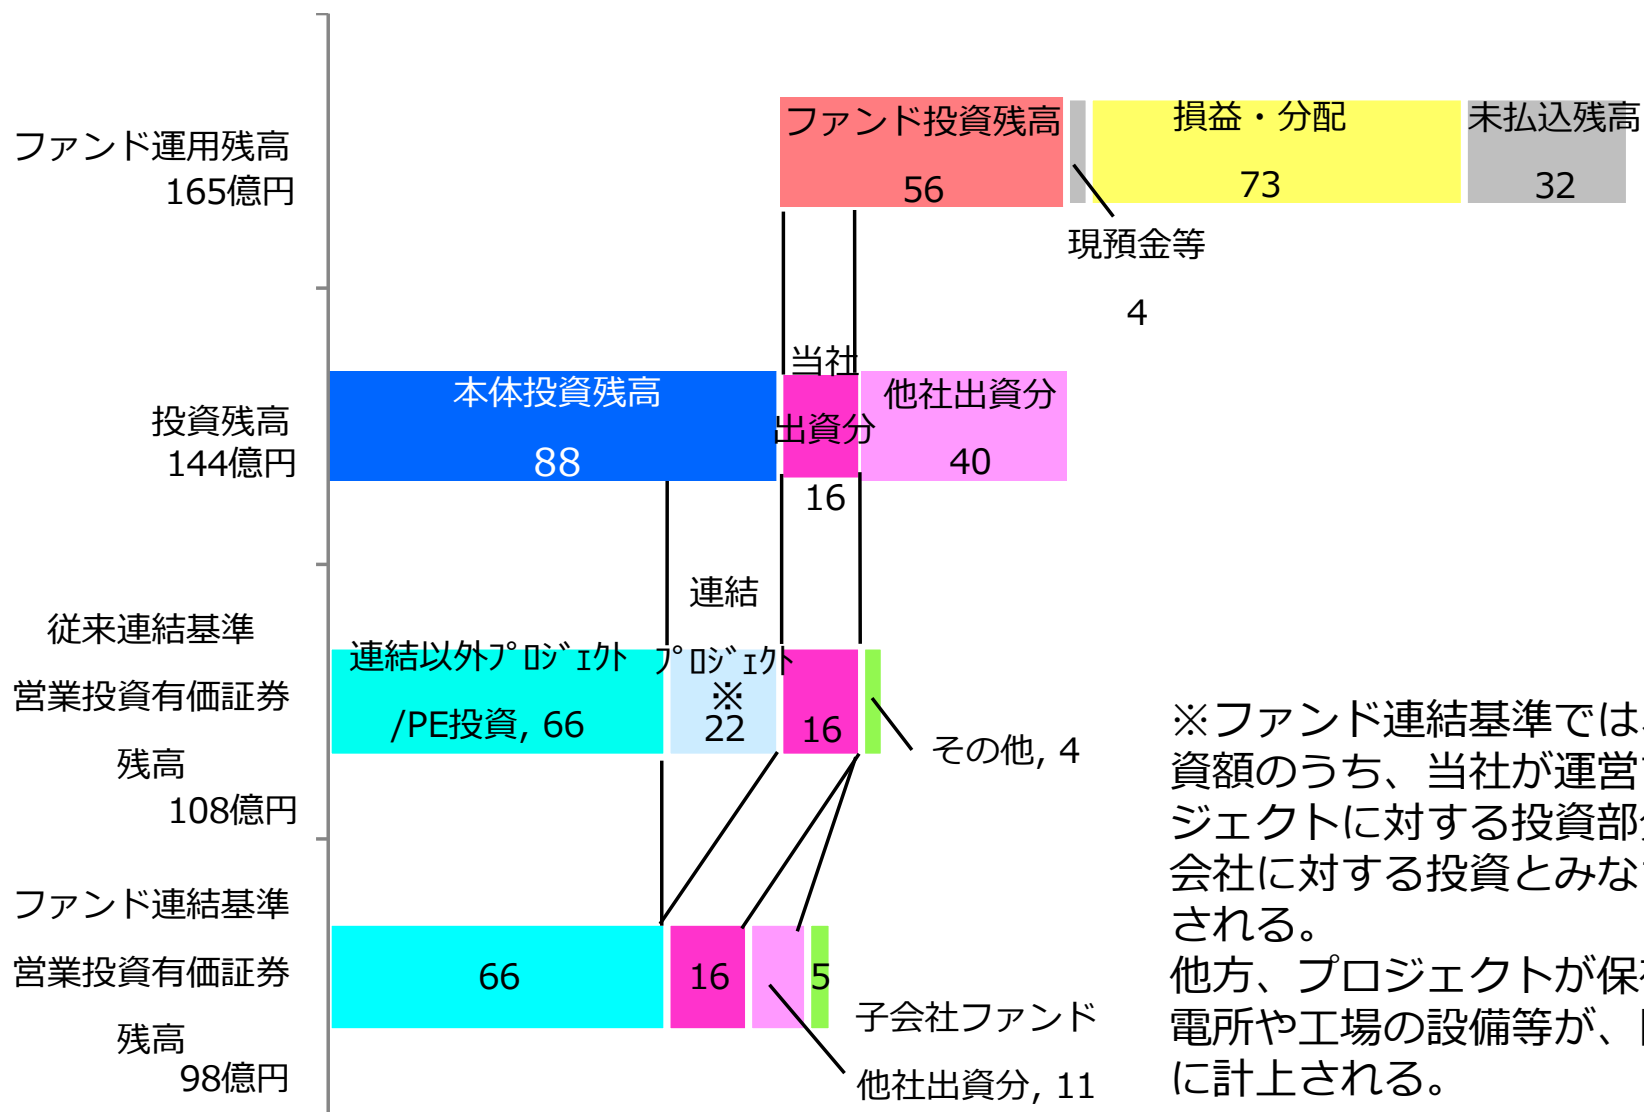 ファンド運用残高
165億円
ファンド投資残高
56
損益・分配
73
未払込残高
32
現預金等
4
投資残高
144億円
本体投資残高
88
当社
出資分
16
他社出資分
40
従来連結基準
営業投資有価証券
残高
108億円
連結以外ﾌﾟﾛｼﾞｪｸﾄ
/PE投資, 66
連結
ﾌﾟﾛｼﾞｪｸﾄ
※
22
16
その他, 4
ファンド連結基準
営業投資有価証券
残高
98億円
66
16
5
子会社ファンド
他社出資分, 11
※ファンド連結基準では、
資額のうち、当社が運営
ジェクトに対する投資部
会社に対する投資とみな
される。
他方、プロジェクトが保
電所や工場の設備等が、
に計上される。